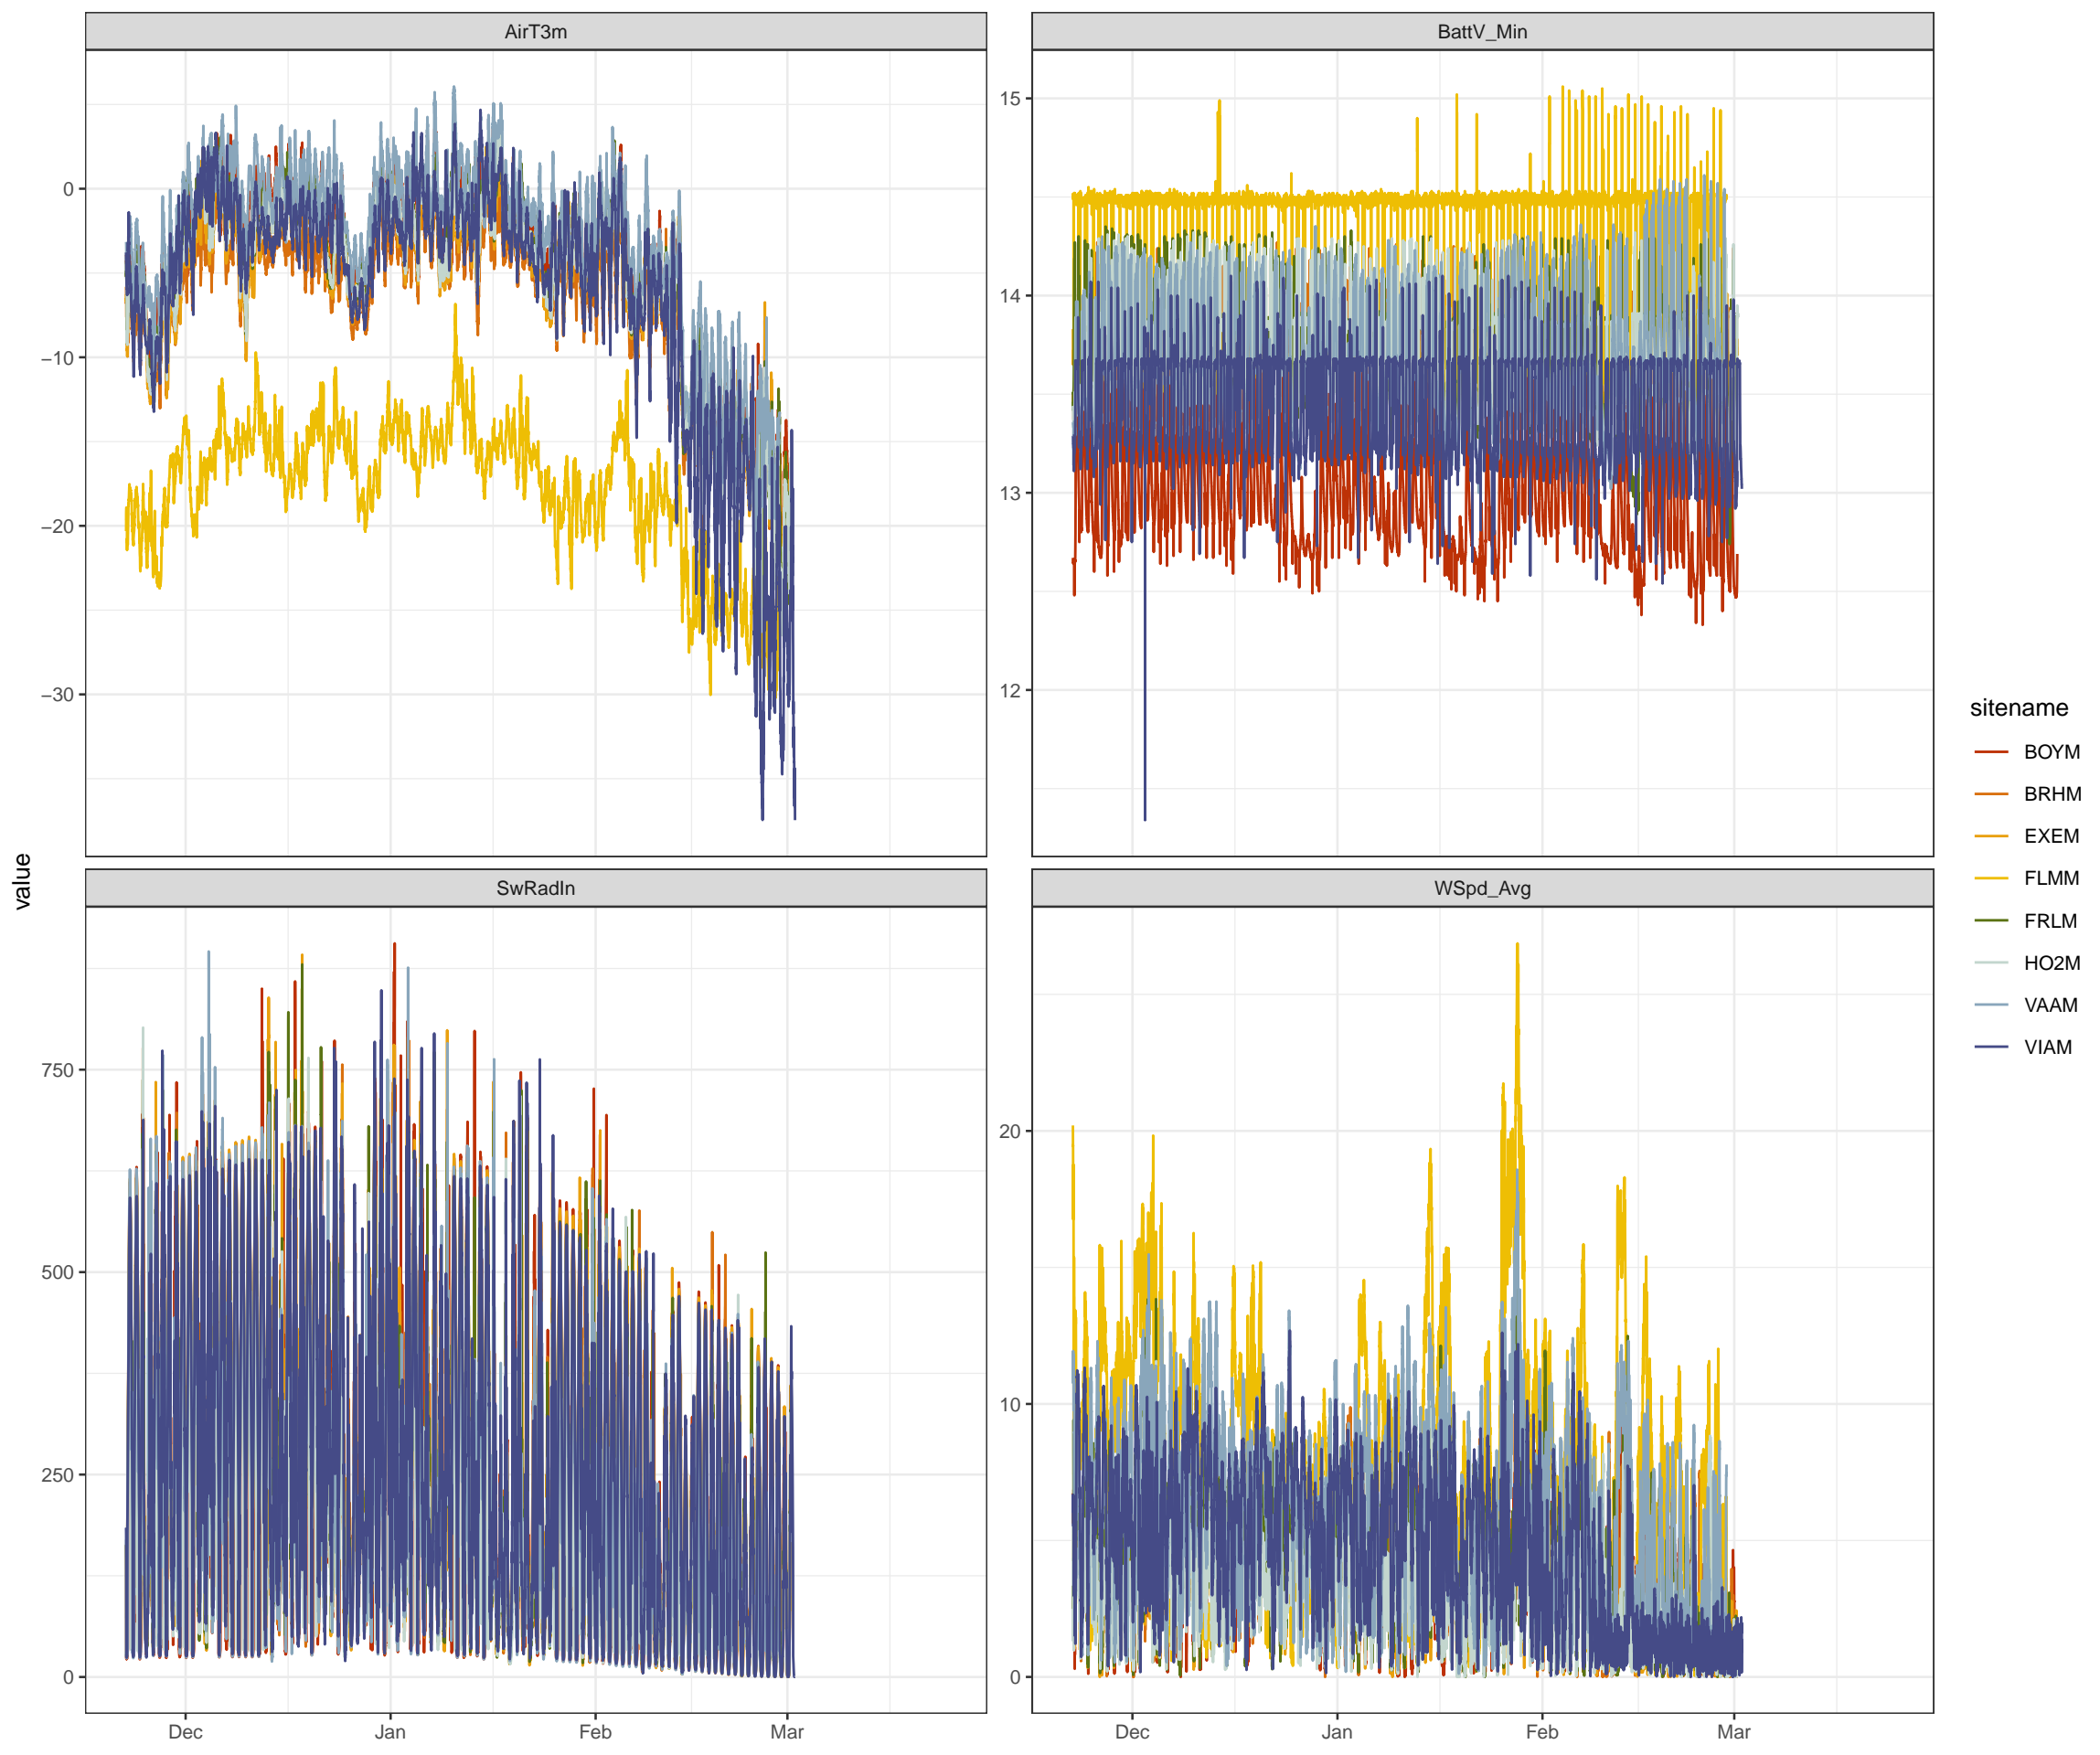 AirT3m
BattV_Min
0
−10
−20
−30
15
14
13
12
value
SwRadIn
WSpd_Avg
750
500
250
0
20
10
0
Dec Jan Feb Mar
Dec Jan Feb Mar
sitename
BOYM
BRHM
EXEM
FLMM
FRLM
HO2M
VAAM
VIAM